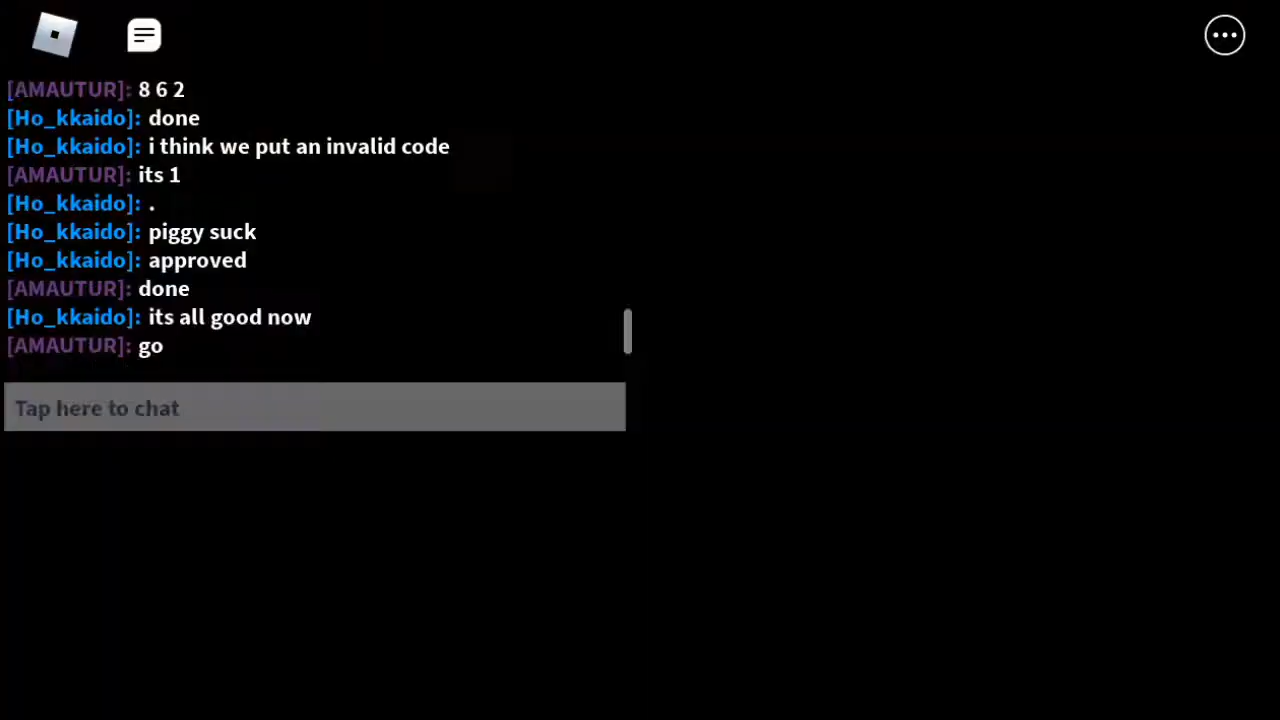 [AMAUTUR]: 8 6 2
[Ho_kkaido]: done
[Ho_kkaido]: i think we put an invalid code
[AMAUTUR]: its 1
[Ho_kkaido]: .
[Ho_kkaido]: piggy suck
[Ho_kkaido]: approved
[AMAUTUR]: done
[Ho_kkaido]: its all good now
[AMAUTUR]: go
Tap here to chat